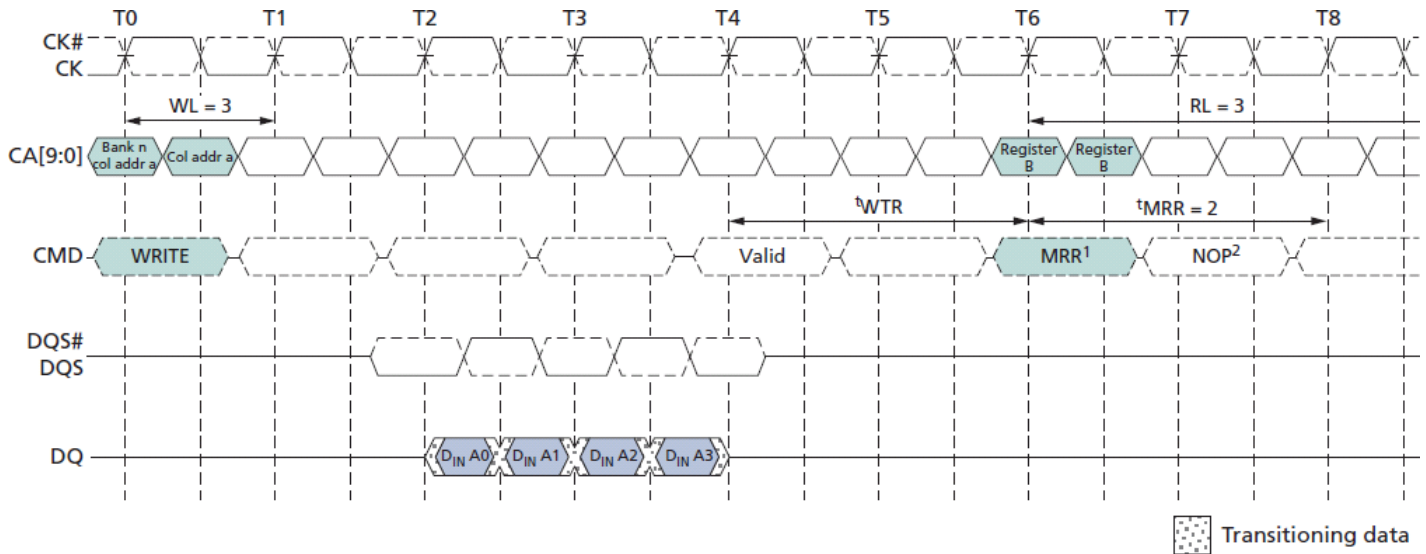 T0 T1 T2 T3 T4 T5 T6 T7 T8
CK#
CK
WL = 3 RL = 3
CA[9:0] Bank n col addr a Col addr a Register B Register B
tWTR tMRR = 2
CMD WRITE Valid MRR1 NOP2
DQS#
DQS
DQ DIN A0 DIN A1 DIN A2 DIN A3
Transitioning data